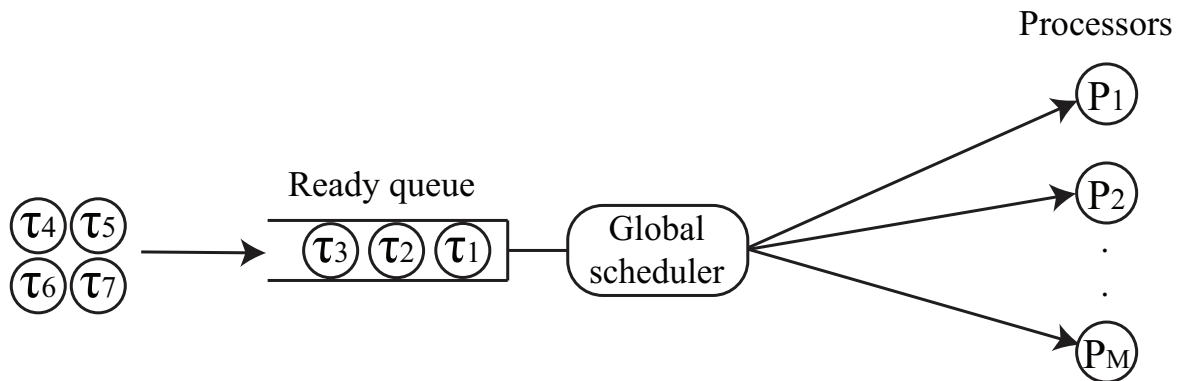 Processors
P1
Ready queue
P2
τ4 τ5
τ3 τ2 τ1
Global
scheduler
τ6 τ7
.
.
PM